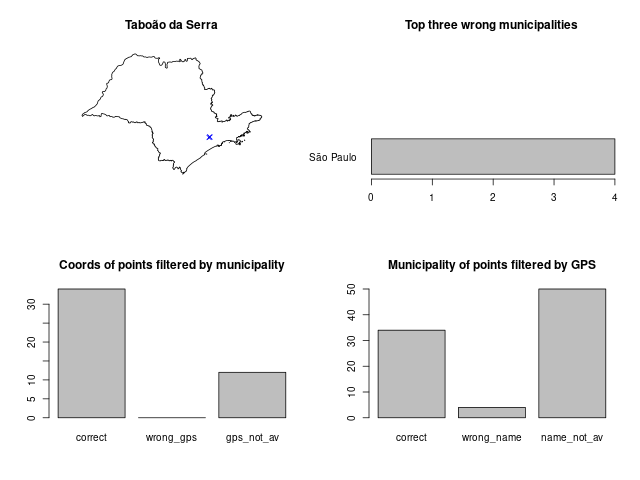 Taboão da Serra
Top three wrong municipalities
São Paulo
0 1 2 3 4
Coords of points filtered by municipality
30
20
10
5
0
correct wrong_gps gps_not_av
Municipality of points filtered by GPS
50
40
30
20
10
0
correct wrong_name name_not_av